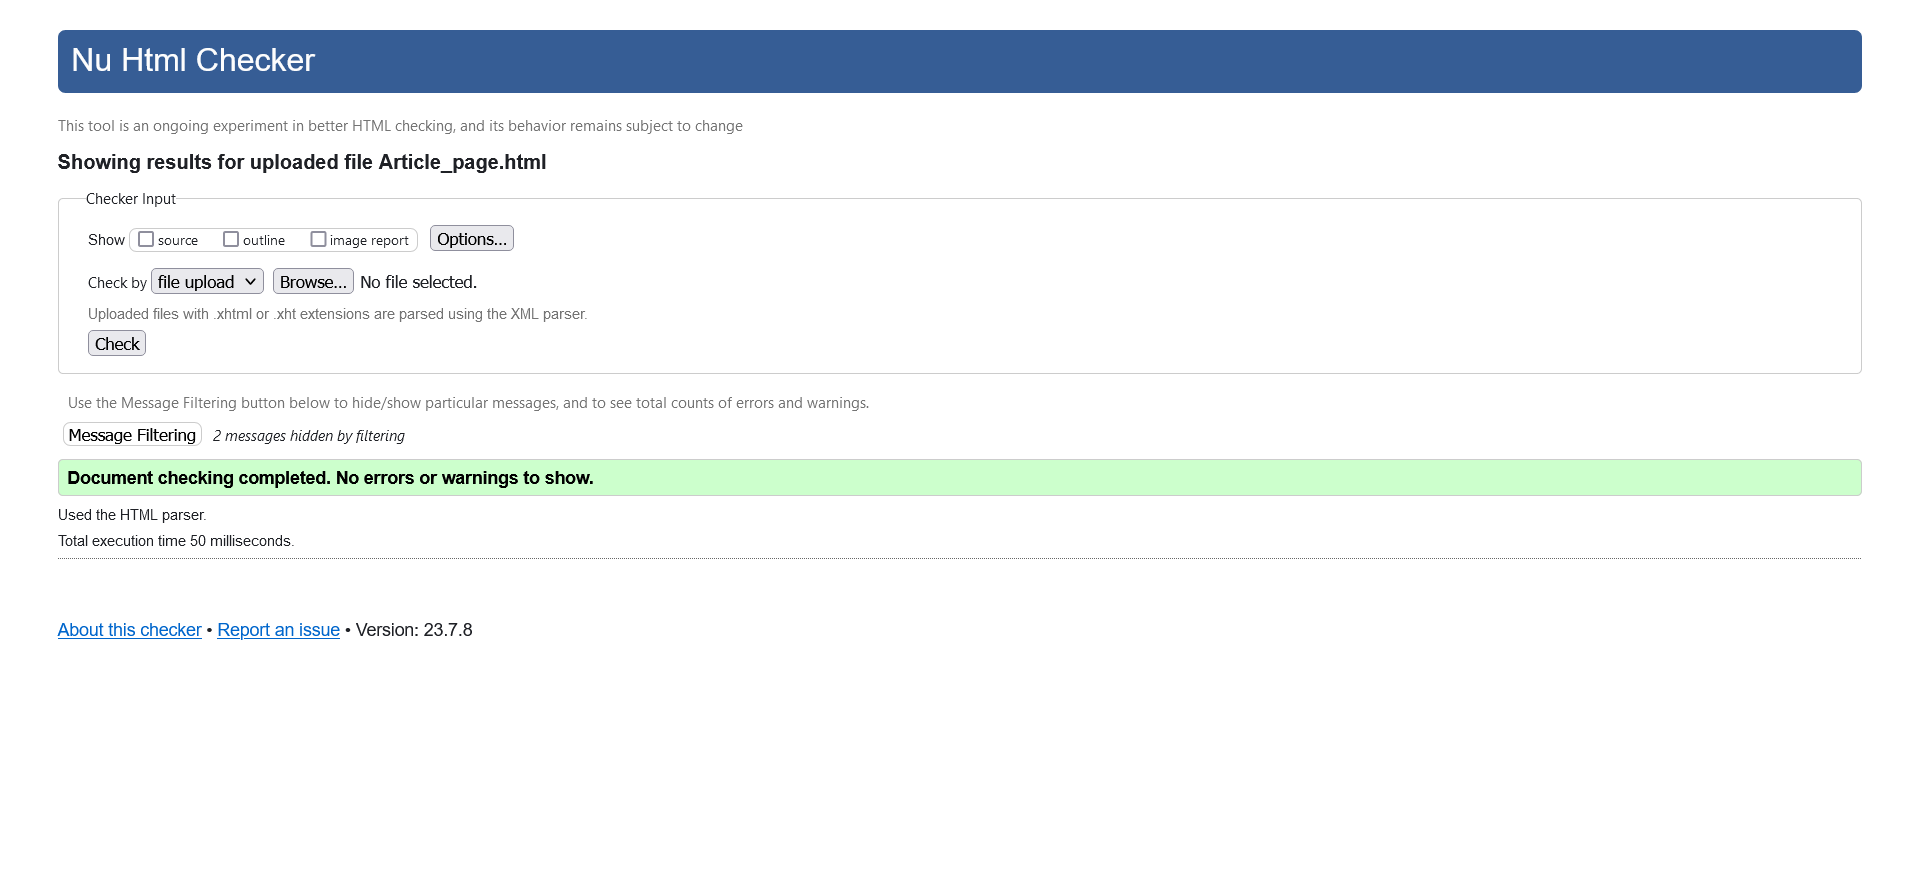 Nu Html Checker
This tool is an ongoing experiment in better HTML checking, and its behavior remains subject to change
Showing results for uploaded file Article_page.html
Checker Input
Show source outline image report Options...
Check by file upload Browse... No file selected.
Uploaded files with .xhtml or .xht extensions are parsed using the XML parser.
Check
Use the Message Filtering button below to hide/show particular messages, and to see total counts of errors and warnings.
Message Filtering 2 messages hidden by filtering
Document checking completed. No errors or warnings to show.
Used the HTML parser.
Total execution time 50 milliseconds.
About this checker • Report an issue • Version: 23.7.8